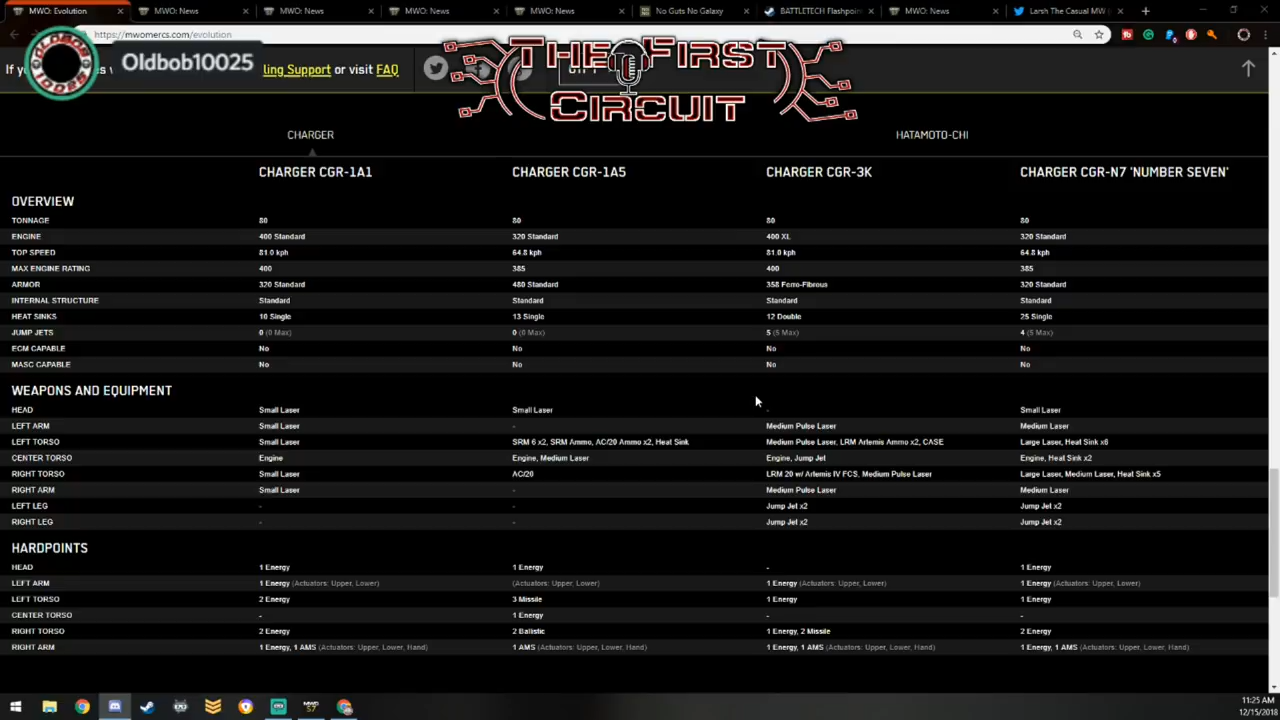 MWO: Evolution × MWO: News × MWO: News × MWO: News × MWO: News × No Guts No Galaxy × BATTLETECH Flashpoin × MWO: News × Larsh The Casual MW ( × +
https://mwomercs.com/evolution
If yo
OLDBOB
10025
Oldbob10025
ling Support or visit FAQ
THE FIRST
CIRCUIT
CHARGER HATAMOTO-CHI
CHARGER CGR-1A1 CHARGER CGR-1A5 CHARGER CGR-3K CHARGER CGR-N7 'NUMBER SEVEN'
OVERVIEW
TONNAGE 80 80 80 80
ENGINE 400 Standard 320 Standard 400 XL 320 Standard
TOP SPEED 81.0 kph 64.8 kph 81.0 kph 64.8 kph
MAX ENGINE RATING 400 385 400 385
ARMOR 320 Standard 480 Standard 358 Ferro-Fibrous 320 Standard
INTERNAL STRUCTURE Standard Standard Standard Standard
HEAT SINKS 10 Single 13 Single 12 Double 25 Single
JUMP JETS 0 (0 Max) 0 (0 Max) 5 (5 Max) 4 (5 Max)
ECM CAPABLE No No No No
MASC CAPABLE No No No No
WEAPONS AND EQUIPMENT
HEAD Small Laser Small Laser - Small Laser
LEFT ARM Small Laser - Medium Pulse Laser Medium Laser
LEFT TORSO Small Laser SRM 6 x2, SRM Ammo, AC/20 Ammo x2, Heat Sink Medium Pulse Laser, LRM Artemis Ammo x2, CASE Large Laser, Heat Sink x6
CENTER TORSO Engine Engine, Medium Laser Engine, Jump Jet Engine, Heat Sink x2
RIGHT TORSO Small Laser AC/20 LRM 20 w/ Artemis IV FCS, Medium Pulse Laser Large Laser, Medium Laser, Heat Sink x5
RIGHT ARM Small Laser - Medium Pulse Laser Medium Laser
LEFT LEG - - Jump Jet x2 Jump Jet x2
RIGHT LEG - - Jump Jet x2 Jump Jet x2
HARDPOINTS
HEAD 1 Energy 1 Energy - 1 Energy
LEFT ARM 1 Energy (Actuators: Upper, Lower) (Actuators: Upper, Lower) 1 Energy (Actuators: Upper, Lower) 1 Energy (Actuators: Upper, Lower)
LEFT TORSO 2 Energy 3 Missile 1 Energy 1 Energy
CENTER TORSO - 1 Energy - -
RIGHT TORSO 2 Energy 2 Ballistic 1 Energy, 2 Missile 2 Energy
RIGHT ARM 1 Energy, 1 AMS (Actuators: Upper, Lower, Hand) 1 AMS (Actuators: Upper, Lower, Hand) 1 Energy, 1 AMS (Actuators: Upper, Lower, Hand) 1 Energy, 1 AMS (Actuators: Upper, Lower, Hand)
11:25 AM
12/15/2018